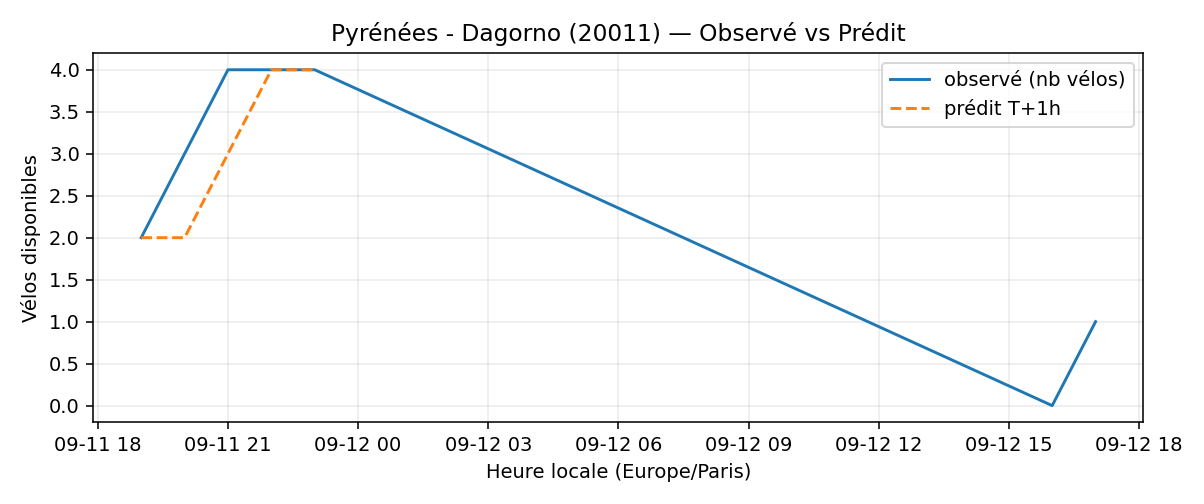 Pyrénées - Dagorno (20011) — Observé vs Prédit
observé (nb vélos)
prédit T+1h
Vélos disponibles
4.0
3.5
3.0
2.5
2.0
1.5
1.0
0.5
0.0
09-11 18 09-11 21 09-12 00 09-12 03 09-12 06 09-12 09 09-12 12 09-12 15 09-12 18
Heure locale (Europe/Paris)